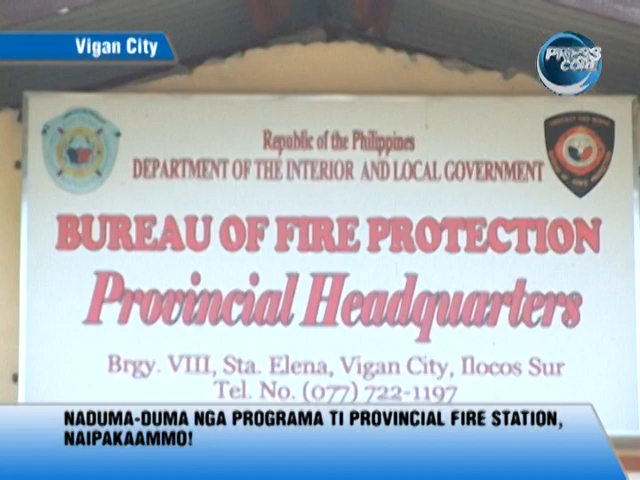 Vigan City
PRESS
CORE
Republic of the Philippines
DEPARTMENT OF THE INTERIOR AND LOCAL GOVERNMENT
BUREAU OF FIRE PROTECTION
Provincial Headquarters
Brgy. VIII, Sta. Elena, Vigan City, Ilocos Sur
Tel. No. (077) 722-1197
NADUMA-DUMA NGA PROGRAMA TI PROVINCIAL FIRE STATION,
NAIPAKAAMMO!